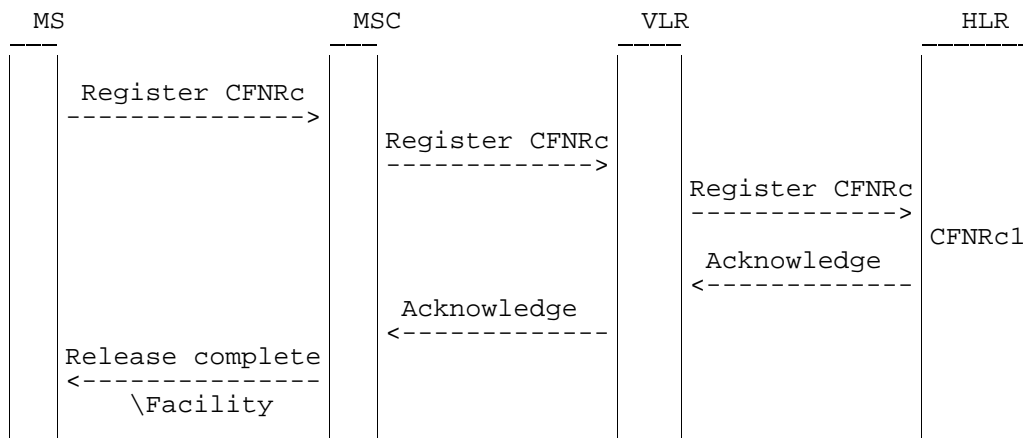 MS MSC VLR HLR
Register CFNRc
Register CFNRc
Register CFNRc
CFNRc1
Acknowledge
Acknowledge
Release complete
\Facility